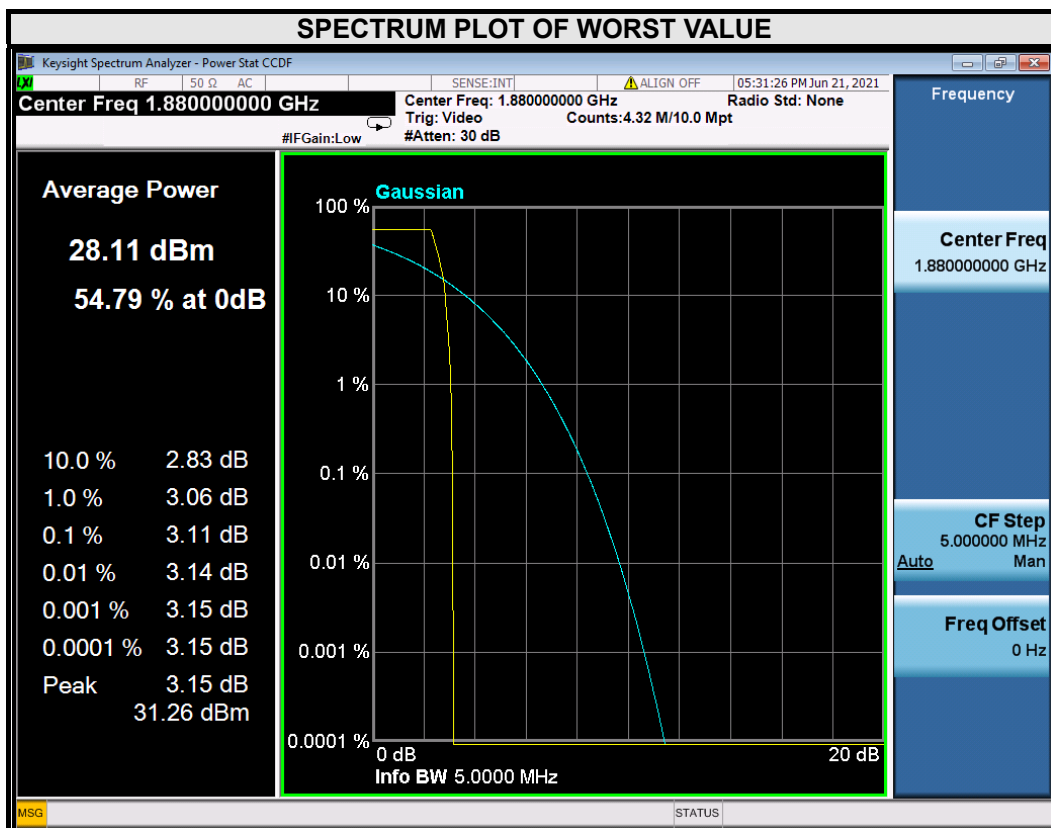 SPECTRUM PLOT OF WORST VALUE
Keysight Spectrum Analyzer - Power Stat CCDF
LXI RF 50 Ω AC SENSE:INT ALIGN OFF 05:31:26 PM Jun 21, 2021
Center Freq 1.880000000 GHz
Center Freq: 1.880000000 GHz Radio Std: None
Trig: Video Counts:4.32 M/10.0 Mpt
#IFGain:Low #Atten: 30 dB
Frequency
Average Power
28.11 dBm
54.79 % at 0dB
10.0 % 2.83 dB
1.0 % 3.06 dB
0.1 % 3.11 dB
0.01 % 3.14 dB
0.001 % 3.15 dB
0.0001 % 3.15 dB
Peak 3.15 dB
31.26 dBm
Gaussian
100 %
10 %
1 %
0.1 %
0.01 %
0.001 %
0.0001 %
0 dB 20 dB
Info BW 5.0000 MHz
Center Freq
1.880000000 GHz
CF Step
5.000000 MHz
Auto Man
Freq Offset
0 Hz
MSG STATUS